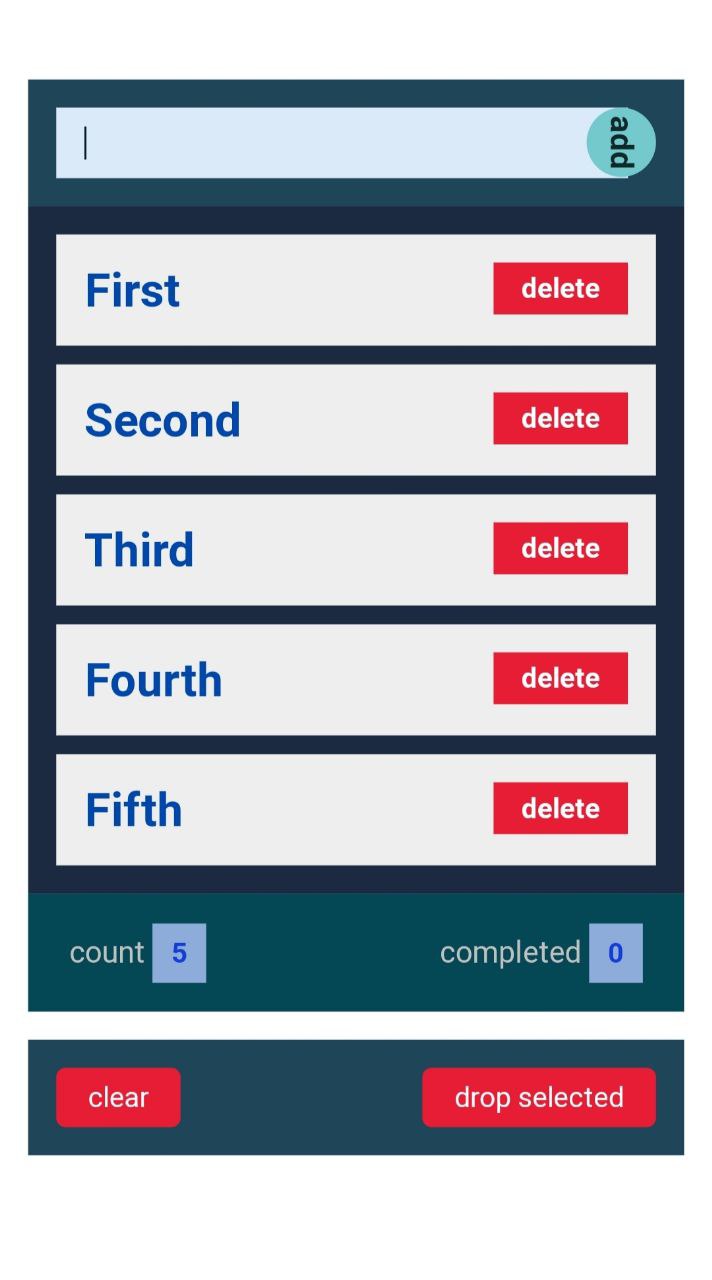 add
First delete
Second delete
Third delete
Fourth delete
Fifth delete
count 5 completed 0
clear drop selected